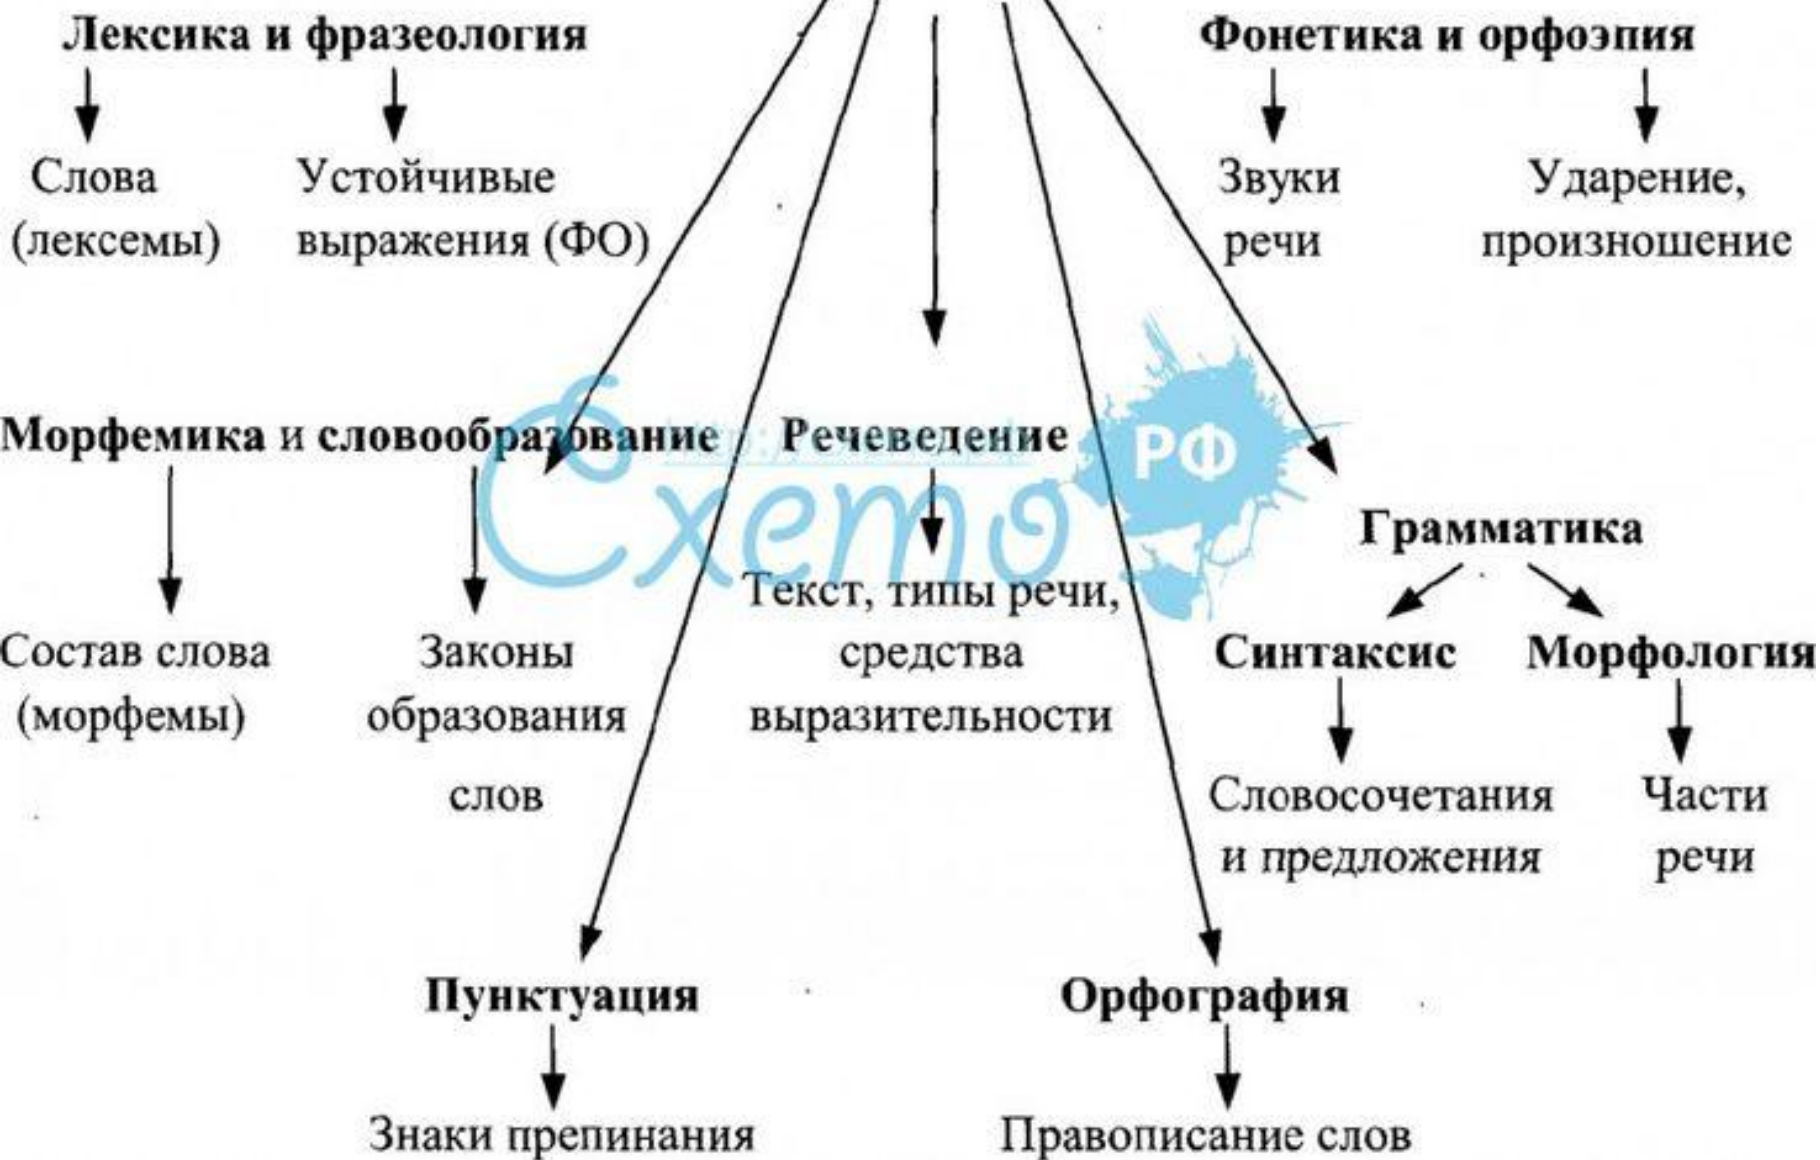 Лексика и фразеология
Слова
(лексемы)
Устойчивые
выражения (ФО)
Фонетика и орфоэпия
Звуки
речи
Ударение,
произношение
Морфемика и словообразование
Состав слова
(морфемы)
Законы
образования
слов
Речеведение
Текст, типы речи,
средства
выразительности
Грамматика
Синтаксис
Словосочетания
и предложения
Морфология
Части
речи
Пунктуация
Знаки препинания
Орфография
Правописание слов
Схемо
РФ